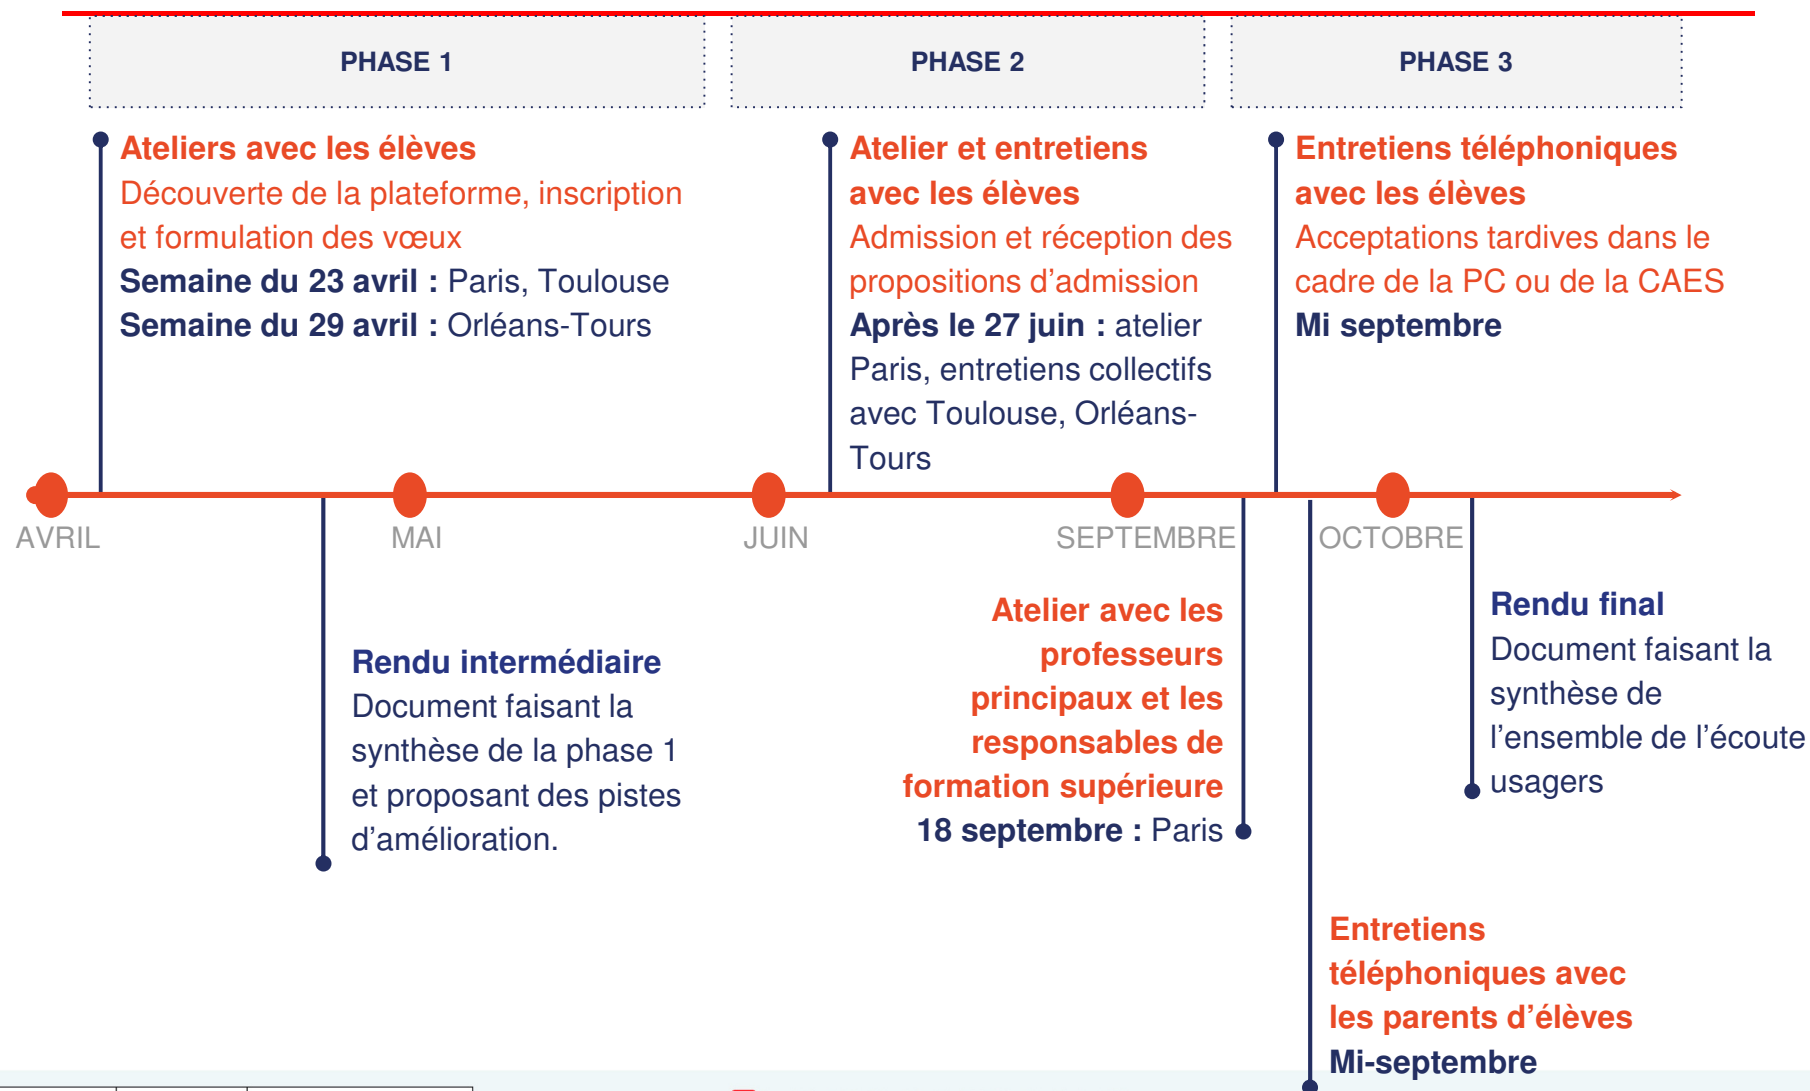 PHASE 1
PHASE 2
PHASE 3
Ateliers avec les élèves
Découverte de la plateforme, inscription
et formulation des vœux
Semaine du 23 avril : Paris, Toulouse
Semaine du 29 avril : Orléans-Tours
Atelier et entretiens
avec les élèves
Admission et réception des
propositions d’admission
Après le 27 juin : atelier
Paris, entretiens collectifs
avec Toulouse, Orléans-
Tours
Entretiens téléphoniques
avec les élèves
Acceptations tardives dans le
cadre de la PC ou de la CAES
Mi septembre
AVRIL
MAI
JUIN
SEPTEMBRE
OCTOBRE
Rendu intermédiaire
Document faisant la
synthèse de la phase 1
et proposant des pistes
d’amélioration.
Atelier avec les
professeurs
principaux et les
responsables de
formation supérieure
18 septembre : Paris
Rendu final
Document faisant la
synthèse de
l’ensemble de l’écoute
usagers
Entretiens
téléphoniques avec
les parents d’élèves
Mi-septembre